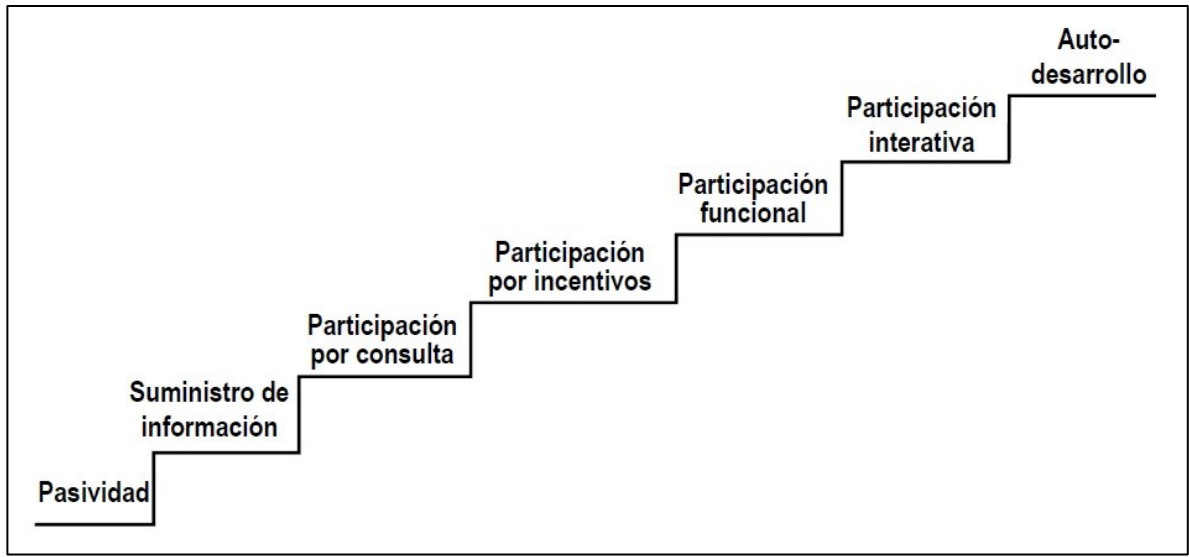 Auto-
desarrollo
Participación
interativa
Participación
funcional
Participación
por incentivos
Participación
por consulta
Suministro de
información
Pasividad